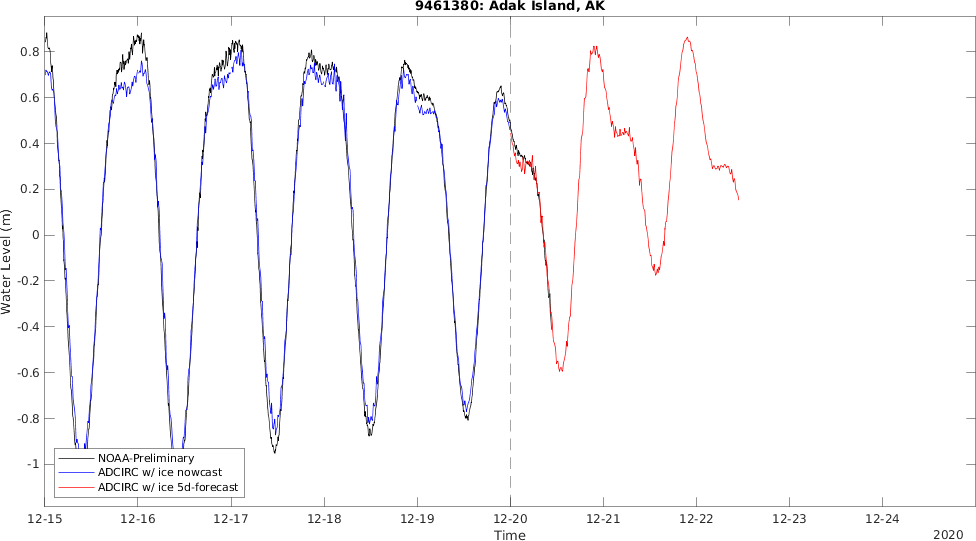 9461380: Adak Island, AK
Water Level (m)
0.8
0.6
0.4
0.2
0
-0.2
-0.4
-0.6
-0.8
-1
NOAA-Preliminary
ADCIRC w/ ice nowcast
ADCIRC w/ ice 5d-forecast
12-15 12-16 12-17 12-18 12-19 12-20 12-21 12-22 12-23 12-24
Time
2020